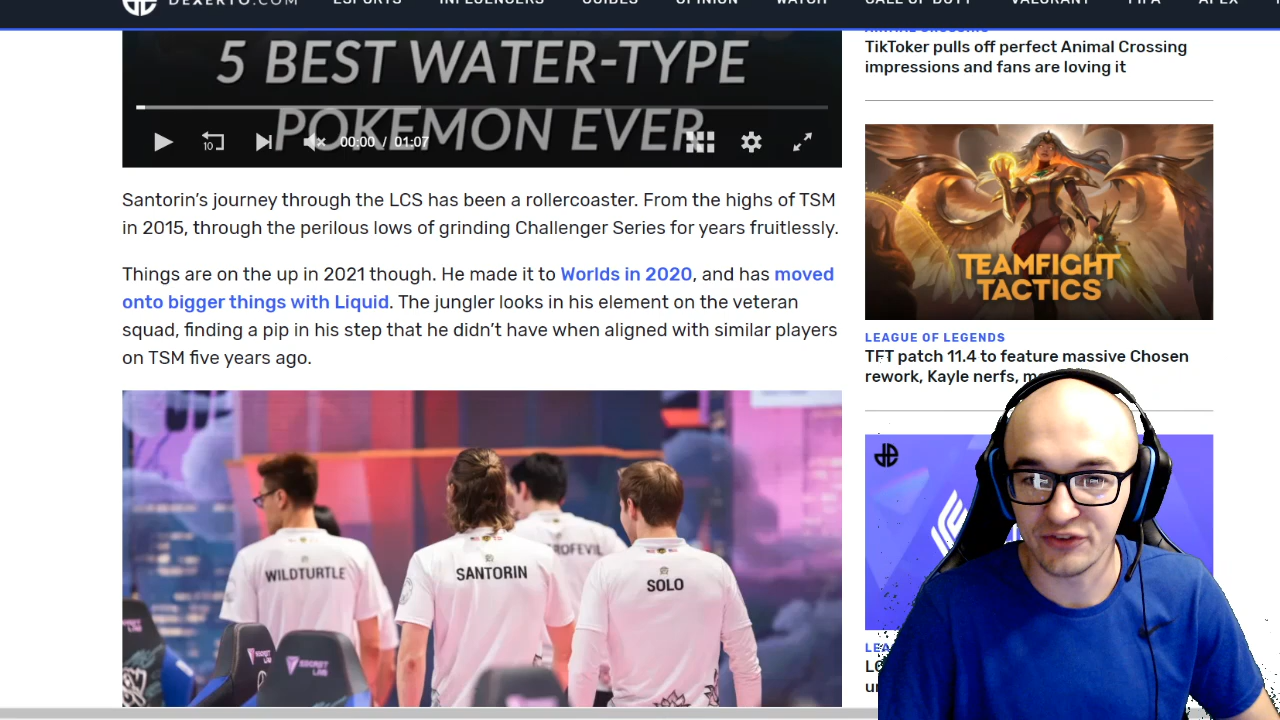 DEXERTO.COM
ESPORTS
INFLUENCERS
GUIDES
OPINION
WATCH
CALL OF DUTY
VALORANT
FIFA
APEX
5 BEST WATER-TYPE
POKEMON EVER
10
00:00 / 01:07
Santorin’s journey through the LCS has been a rollercoaster. From the highs of TSM
in 2015, through the perilous lows of grinding Challenger Series for years fruitlessly.
Things are on the up in 2021 though. He made it to Worlds in 2020, and has moved
onto bigger things with Liquid. The jungler looks in his element on the veteran
squad, finding a pip in his step that he didn’t have when aligned with similar players
on TSM five years ago.
WILDTURTLE
SANTORIN
SOLO
ANIMAL CROSSING
TikToker pulls off perfect Animal Crossing
impressions and fans are loving it
TEAMFIGHT
TACTICS
LEAGUE OF LEGENDS
TFT patch 11.4 to feature massive Chosen
rework, Kayle nerfs,